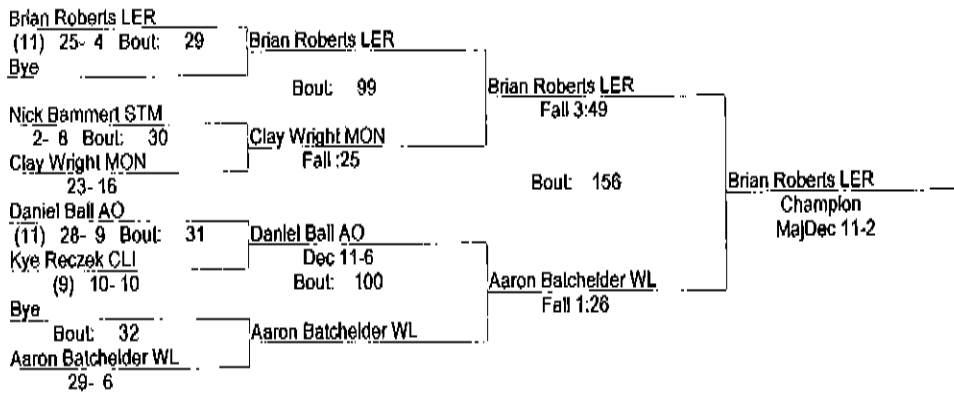 Brian Roberts LER
(11) 25- 4 Bout: 29
Bye
Brian Roberts LER
Bout: 99
Nick Bammert STM
2- 8 Bout: 30
Clay Wright MON
23- 16
Clay Wright MON
Fall :25
Brian Roberts LER
Fall 3:49
Bout: 156
Daniel Ball AO
(11) 28- 9 Bout: 31
Kye Reczek CLI
(9) 10- 10
Daniel Ball AO
Dec 11-6
Bout: 100
Bye
Bout: 32
Aaron Batchelder WL
29- 6
Aaron Batchelder WL
Aaron Batchelder WL
Fall 1:26
Brian Roberts LER
Champion
MajDec 11-2